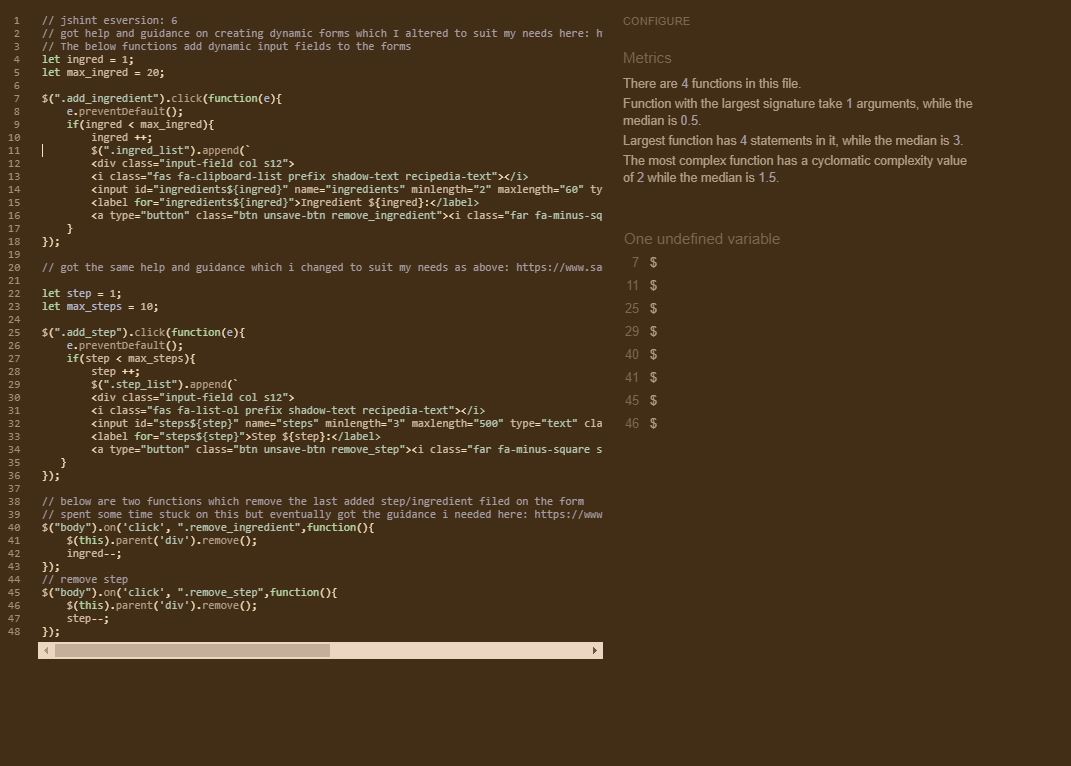 1 // jshint esversion: 6
2 // got help and guidance on creating dynamic forms which I altered to suit my needs here: h
3 // The below functions add dynamic input fields to the forms
4 let ingred = 1;
5 let max_ingred = 20;
6
7 $(".add_ingredient").click(function(e){
8 e.preventDefault();
9 if(ingred < max_ingred){
10 ingred ++;
11 $(".ingred_list").append(`
12 <div class="input-field col s12">
13 <i class="fas fa-clipboard-list prefix shadow-text recipedia-text"></i>
14 <input id="ingredients${ingred}" name="ingredients" minlength="2" maxlength="60" ty
15 <label for="ingredients${ingred}">Ingredient ${ingred}:</label>
16 <a type="button" class="btn unsave-btn remove_ingredient"><i class="far fa-minus-sq
17 }
18 });
19
20 // got the same help and guidance which i changed to suit my needs as above: https://www.sa
21
22 let step = 1;
23 let max_steps = 10;
24
25 $(".add_step").click(function(e){
26 e.preventDefault();
27 if(step < max_steps){
28 step ++;
29 $(".step_list").append(`
30 <div class="input-field col s12">
31 <i class="fas fa-list-ol prefix shadow-text recipedia-text"></i>
32 <input id="steps${step}" name="steps" minlength="3" maxlength="500" type="text" cla
33 <label for="steps${step}">Step ${step}:</label>
34 <a type="button" class="btn unsave-btn remove_step"><i class="far fa-minus-square s
35 }
36 });
37
38 // below are two functions which remove the last added step/ingredient filed on the form
39 // spent some time stuck on this but eventually got the guidance i needed here: https://www
40 $("body").on('click', ".remove_ingredient",function(){
41 $(this).parent('div').remove();
42 ingred--;
43 });
44 // remove step
45 $("body").on('click', ".remove_step",function(){
46 $(this).parent('div').remove();
47 step--;
48 });
CONFIGURE
Metrics
There are 4 functions in this file.
Function with the largest signature take 1 arguments, while the
median is 0.5.
Largest function has 4 statements in it, while the median is 3.
The most complex function has a cyclomatic complexity value
of 2 while the median is 1.5.
One undefined variable
7 $
11 $
25 $
29 $
40 $
41 $
45 $
46 $